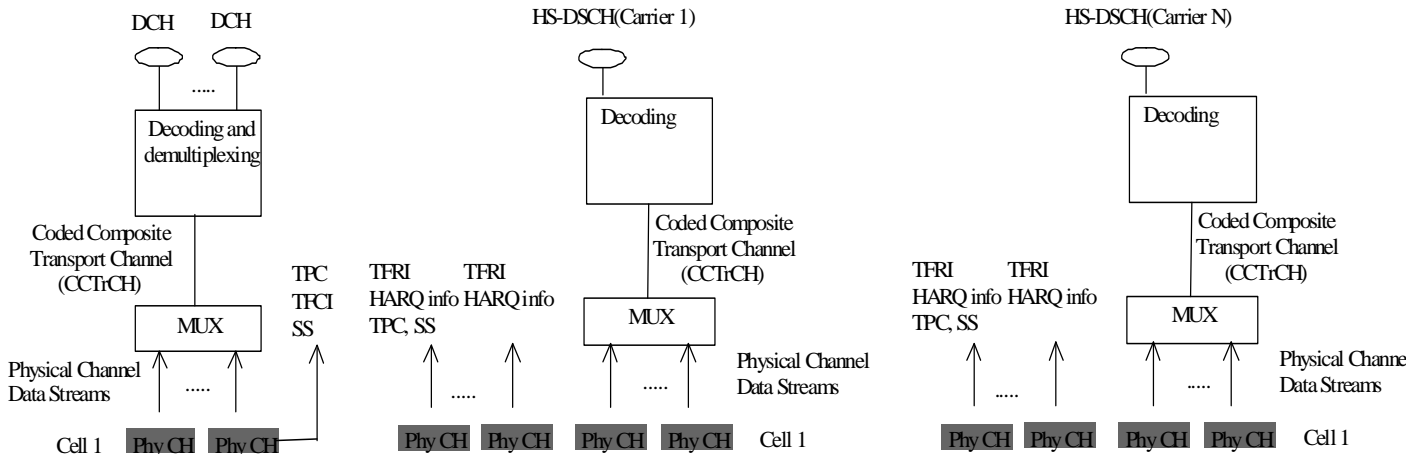 DCH
DCH
.....
Decoding and
demultiplexing
Coded Composite
Transport Channel
(CCTrCH)
MUX
TPC
TFCI
SS
Physical Channel
Data Streams
.....
Cell 1
Phy CH
Phy CH
HS-DSCH(Carrier 1)
Decoding
Coded Composite
Transport Channel
(CCTrCH)
TFRI
HARQ info
TPC, SS
TFRI
HARQ info
MUX
Physical Channel
Data Streams
.....
.....
Phy CH
Phy CH
Phy CH
Phy CH
Cell 1
HS-DSCH(Carrier N)
Decoding
Coded Composite
Transport Channel
(CCTrCH)
TFRI
HARQ info
TPC, SS
TFRI
HARQ info
MUX
Physical Channel
Data Streams
.....
.....
Phy CH
Phy CH
Phy CH
Phy CH
Cell 1